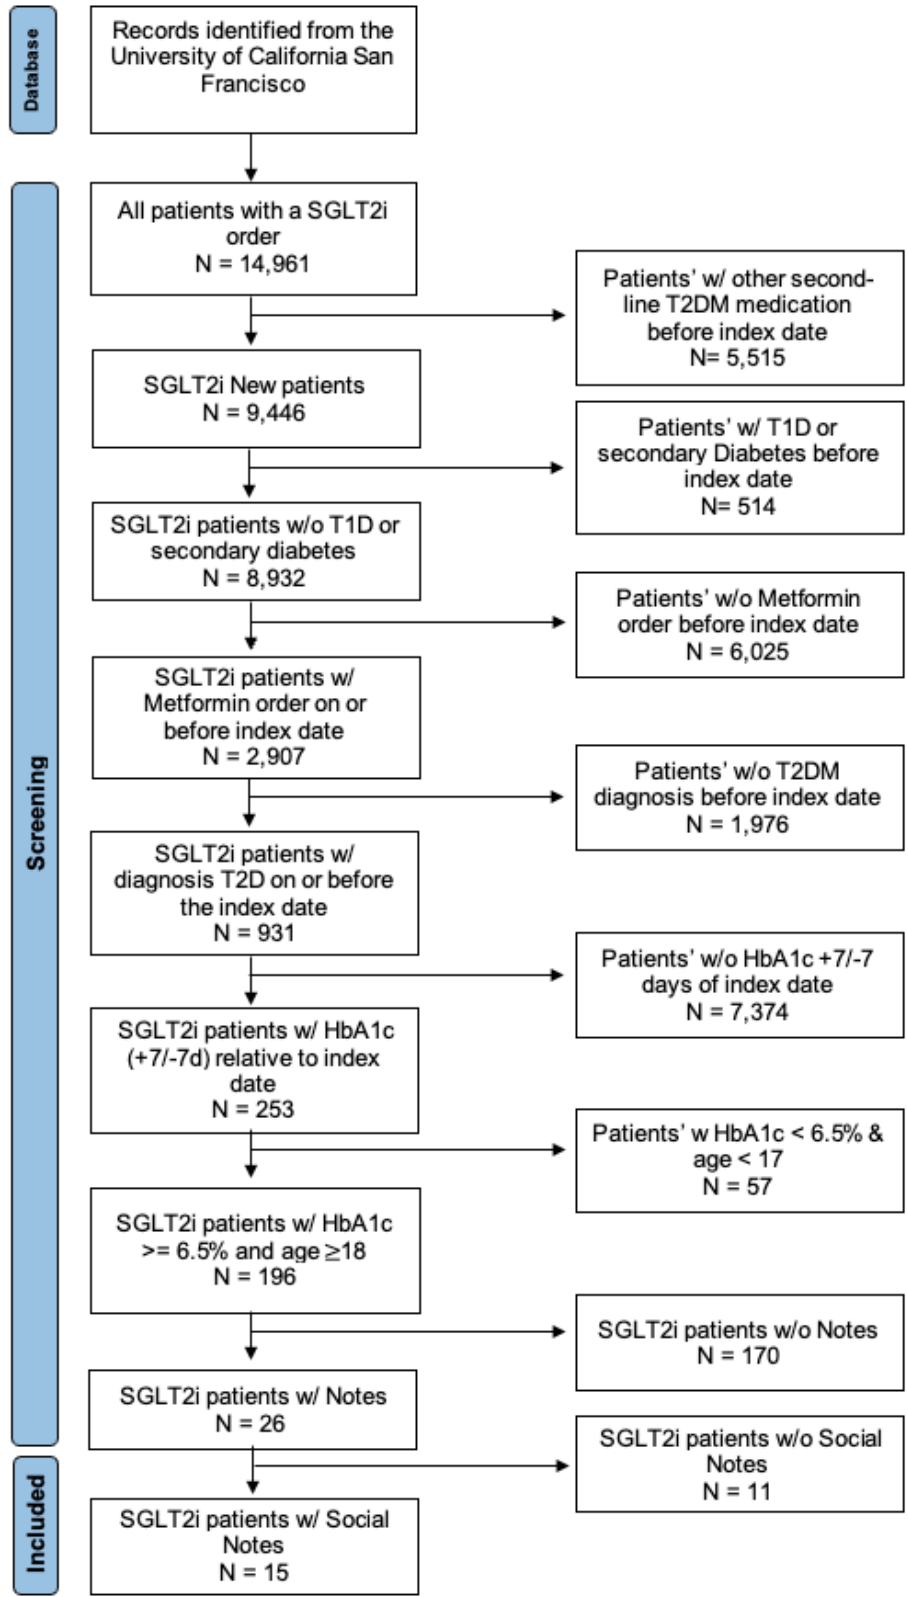 Database
Records identified from the
University of California San
Francisco
Screening
All patients with a SGLT2i
order
N = 14,961
Patients' w/ other second-
line T2DM medication
before index date
N= 5,515
SGLT2i New patients
N = 9,446
Patients' w/ T1D or
secondary Diabetes before
index date
N= 514
SGLT2i patients w/o T1D or
secondary diabetes
N = 8,932
Patients' w/o Metformin
order before index date
N = 6,025
SGLT2i patients w/
Metformin order on or
before index date
N = 2,907
Patients' w/o T2DM
diagnosis before index date
N = 1,976
SGLT2i patients w/
diagnosis T2D on or before
the index date
N = 931
Patients' w/o HbA1c +7/-7
days of index date
N = 7,374
SGLT2i patients w/ HbA1c
(+7/-7d) relative to index
date
N = 253
Patients' w HbA1c < 6.5% &
age < 17
N = 57
SGLT2i patients w/ HbA1c
>= 6.5% and age ≥18
N = 196
SGLT2i patients w/o Notes
N = 170
SGLT2i patients w/ Notes
N = 26
SGLT2i patients w/o Social
Notes
N = 11
Included
SGLT2i patients w/ Social
Notes
N = 15